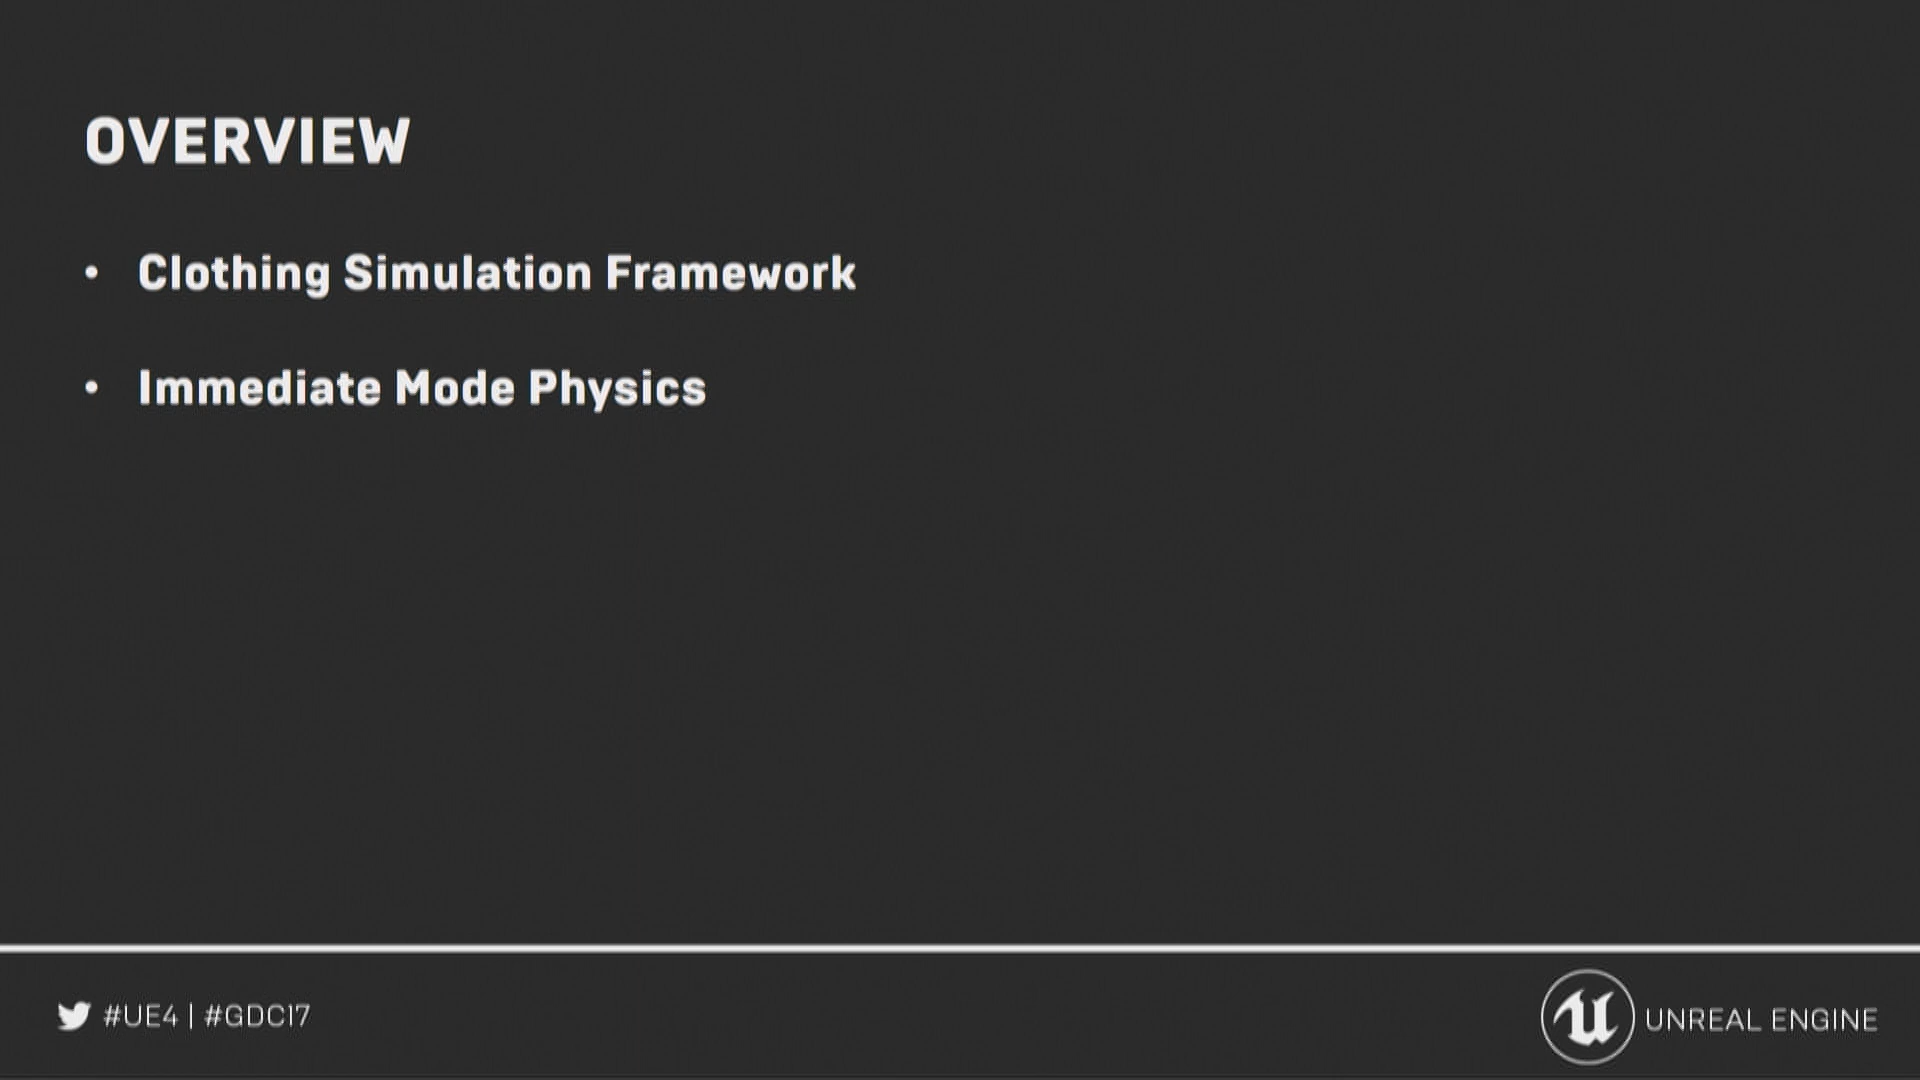 OVERVIEW
• Clothing Simulation Framework
• Immediate Mode Physics
#UE4 | #GDC17
UNREAL ENGINE